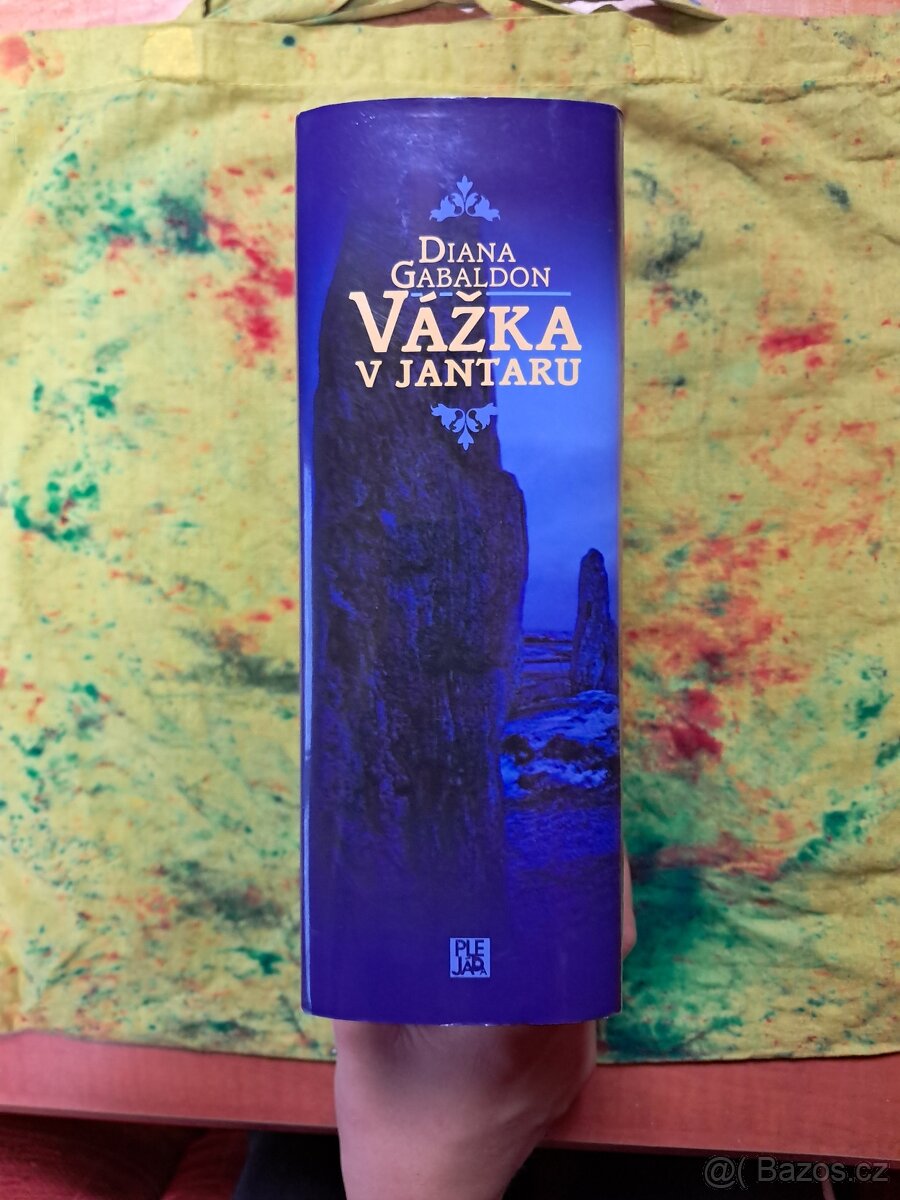 DIANA
GABALDON
VÁŽKA
V JANTARU
PLE
JÁDA
@( Bazos.cz